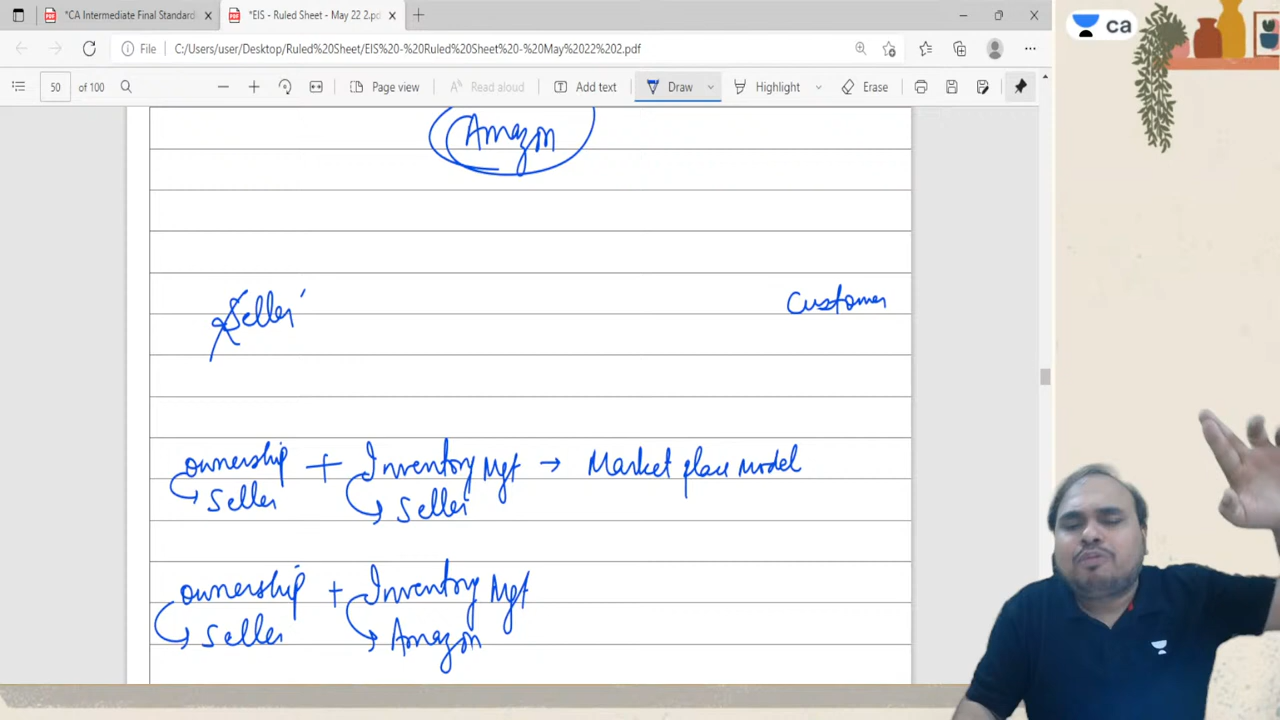 *CA Intermediate Final Standard
*EIS - Ruled Sheet - May 22 2.pd
File C:/Users/user/Desktop/Ruled%20Sheet/EIS%20-%20Ruled%20Sheet%20-%20May%2022%202.pdf
50 of 100 Page view Read aloud Add text Draw Highlight Erase
ca
Amazon
Seller Customer
ownership + Inventory Mgt → Market place model
Seller Seller
ownership + Inventory Mgt
Seller Amazon